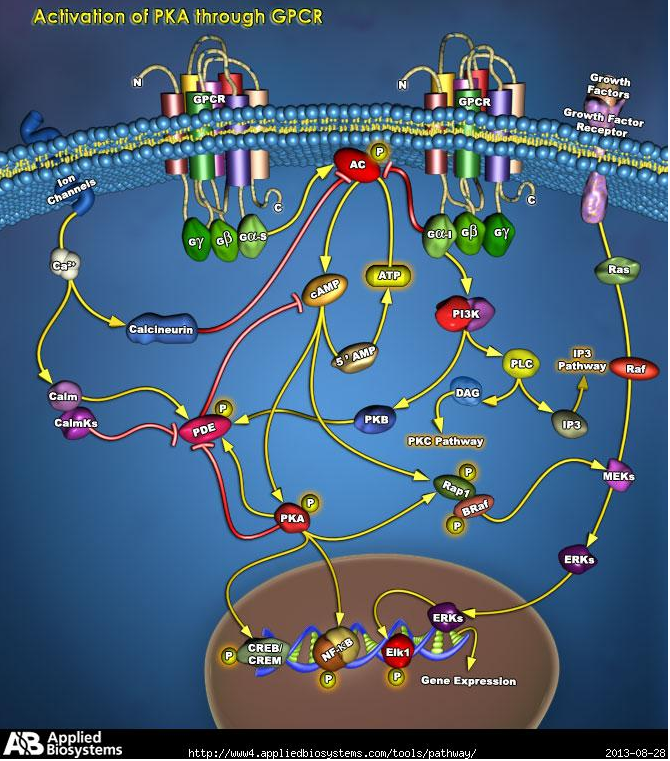 Activation of PKA through GPCR
N
GPCR
N
GPCR
Growth
Factors
Growth Factor
Receptor
AC
P
Ion
Channels
C
C
Gγ
Gβ
Gα-S
Gα-I
Gβ
Gγ
Ca²⁺
Ras
cAMP
ATP
Calcineurin
PI3K
5' AMP
PLC
IP3
Pathway
Raf
Calm
CalmKs
DAG
P
PDE
PKB
IP3
PKC Pathway
P
Rap1
MEKs
P
PKA
BRaf
P
ERKs
ERKs
CREB/
CREM
P
NF-κB
P
Elk1
P
Gene Expression
AB Applied
Biosystems
http://www4.appliedbiosystems.com/tools/pathway/
2013-08-28